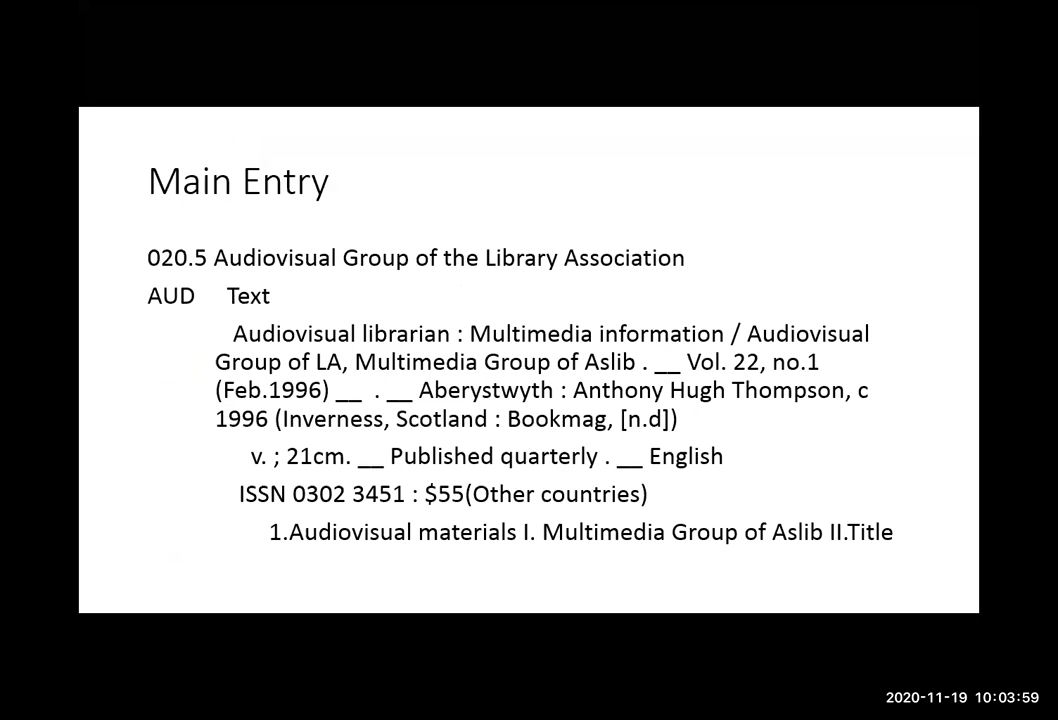 Main Entry
020.5 Audiovisual Group of the Library Association
AUD Text
Audiovisual librarian : Multimedia information / Audiovisual
Group of LA, Multimedia Group of Aslib . __ Vol. 22, no.1
(Feb.1996) __ . __ Aberystwyth : Anthony Hugh Thompson, c
1996 (Inverness, Scotland : Bookmag, [n.d])
v. ; 21cm. __ Published quarterly . __ English
ISSN 0302 3451 : $55(Other countries)
1.Audiovisual materials I. Multimedia Group of Aslib II.Title
2020-11-19 10:03:59